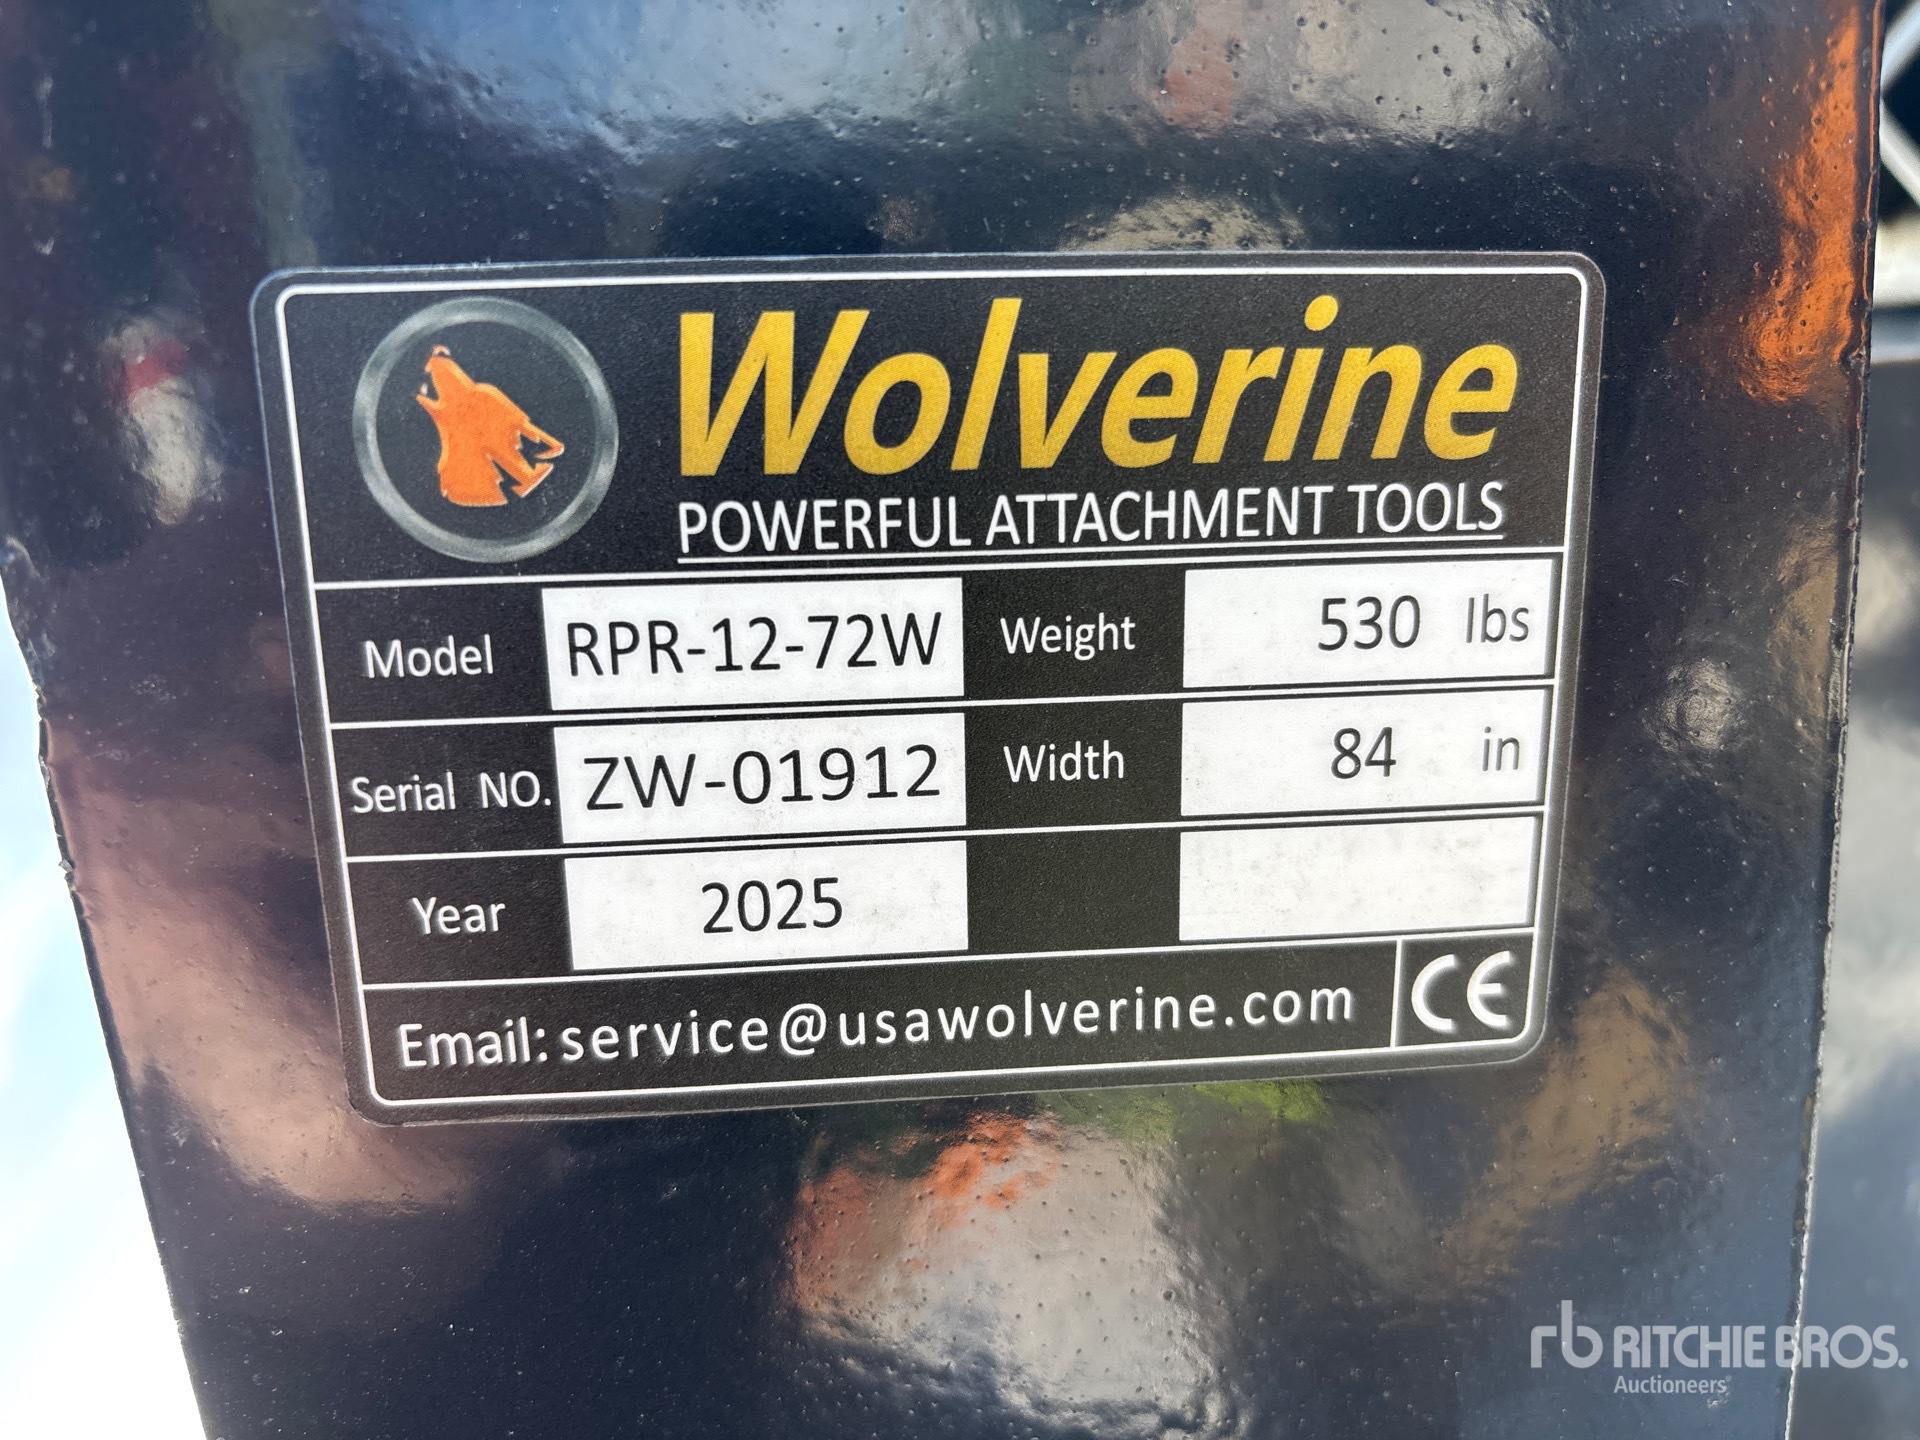 Wolverine
POWERFUL ATTACHMENT TOOLS
Model RPR-12-72W Weight 530 lbs
Serial NO. ZW-01912 Width 84 in
Year 2025
Email: service@usawolverine.com CE
rb RITCHIE BROS.
Auctioneers